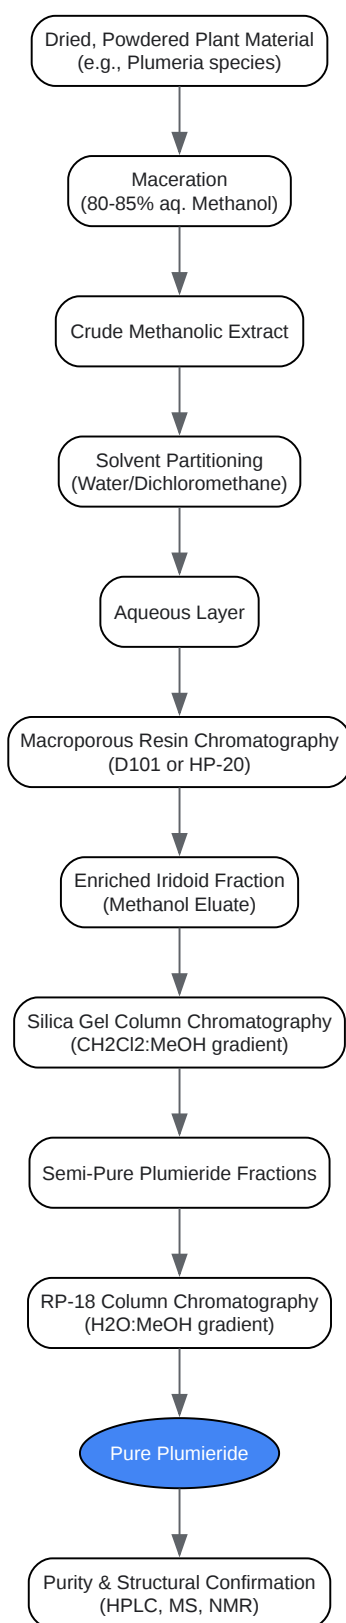 Dried, Powdered Plant Material
(e.g., Plumeria species)
Maceration
(80-85% aq. Methanol)
Crude Methanolic Extract
Solvent Partitioning
(Water/Dichloromethane)
Aqueous Layer
Macroporous Resin Chromatography
(D101 or HP-20)
Enriched Iridoid Fraction
(Methanol Eluate)
Silica Gel Column Chromatography
(CH2Cl2:MeOH gradient)
Semi-Pure Plumieride Fractions
RP-18 Column Chromatography
(H2O:MeOH gradient)
Pure Plumieride
Purity & Structural Confirmation
(HPLC, MS, NMR)